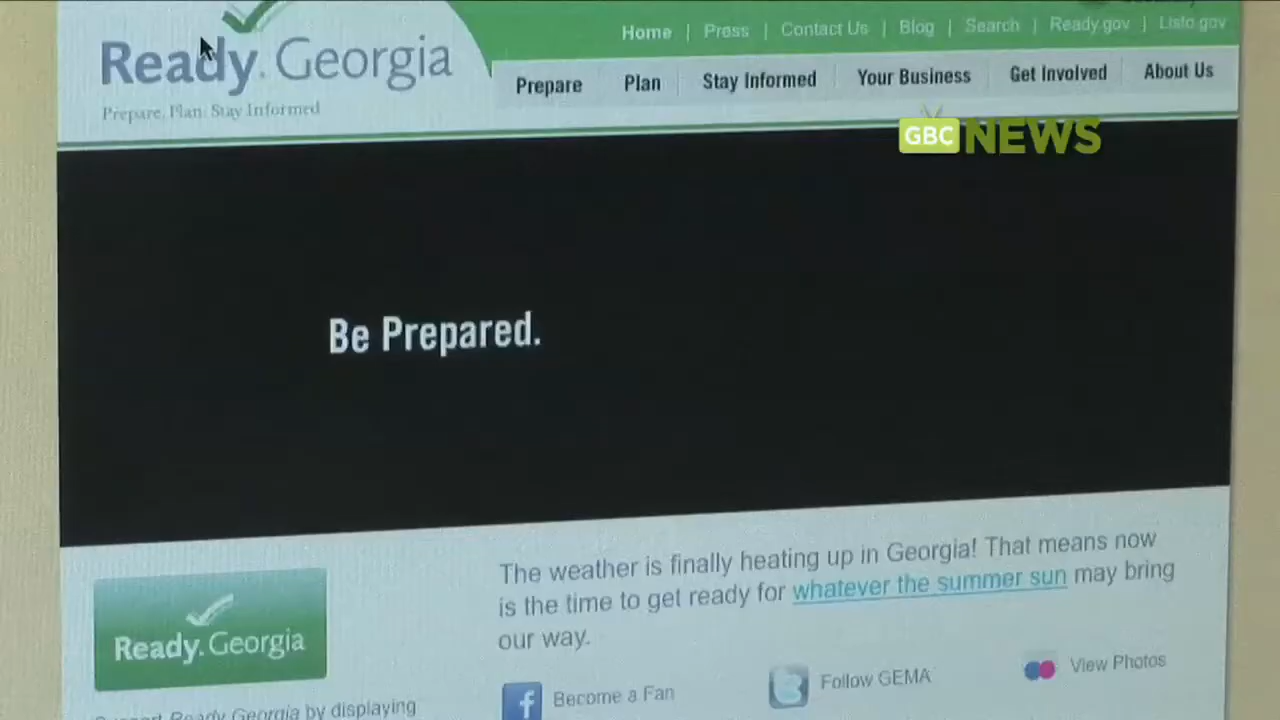 Ready. Georgia
Prepare. Plan. Stay Informed
Home | Press | Contact Us | Blog | Search | Ready.gov | Listo.gov
Prepare Plan Stay Informed Your Business Get Involved About Us
GBC NEWS
Be Prepared.
The weather is finally heating up in Georgia! That means now
is the time to get ready for whatever the summer sun may bring
our way.
Ready. Georgia
Become a Fan
Follow GEMA
View Photos
Support Ready Georgia by displaying